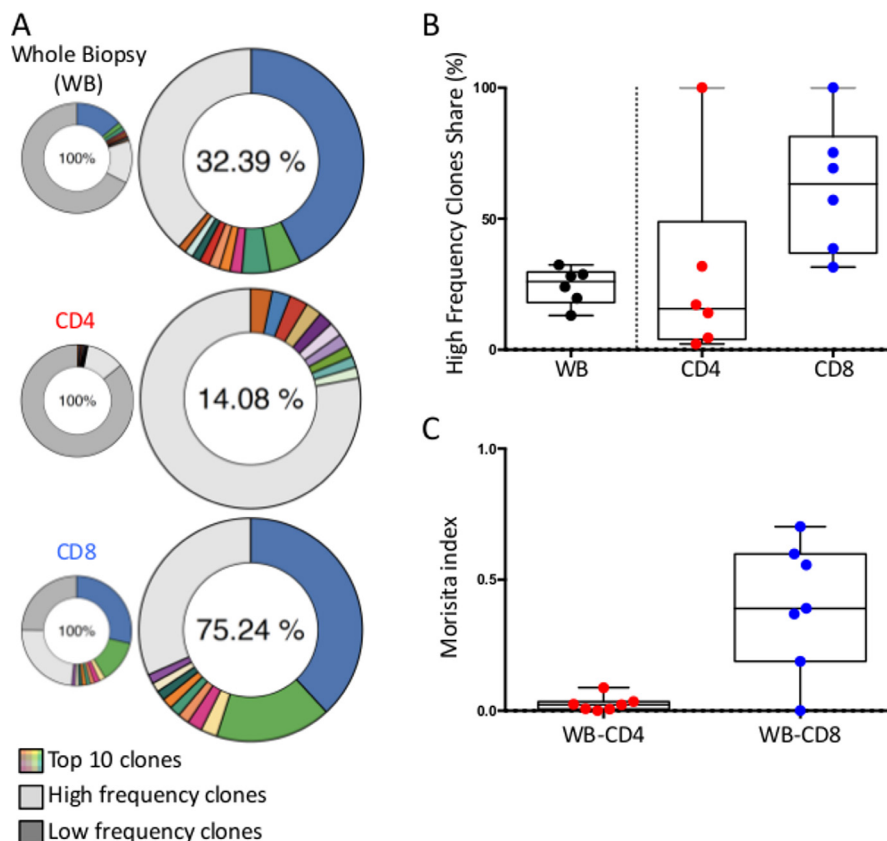 A
Whole Biopsy
(WB)
100%
32.39 %
CD4
100%
14.08 %
CD8
100%
75.24 %
Top 10 clones
High frequency clones
Low frequency clones
B
High Frequency Clones Share (%)
100
50
0
WB
CD4
CD8
C
Morisita index
1.0
0.5
0.0
WB-CD4
WB-CD8